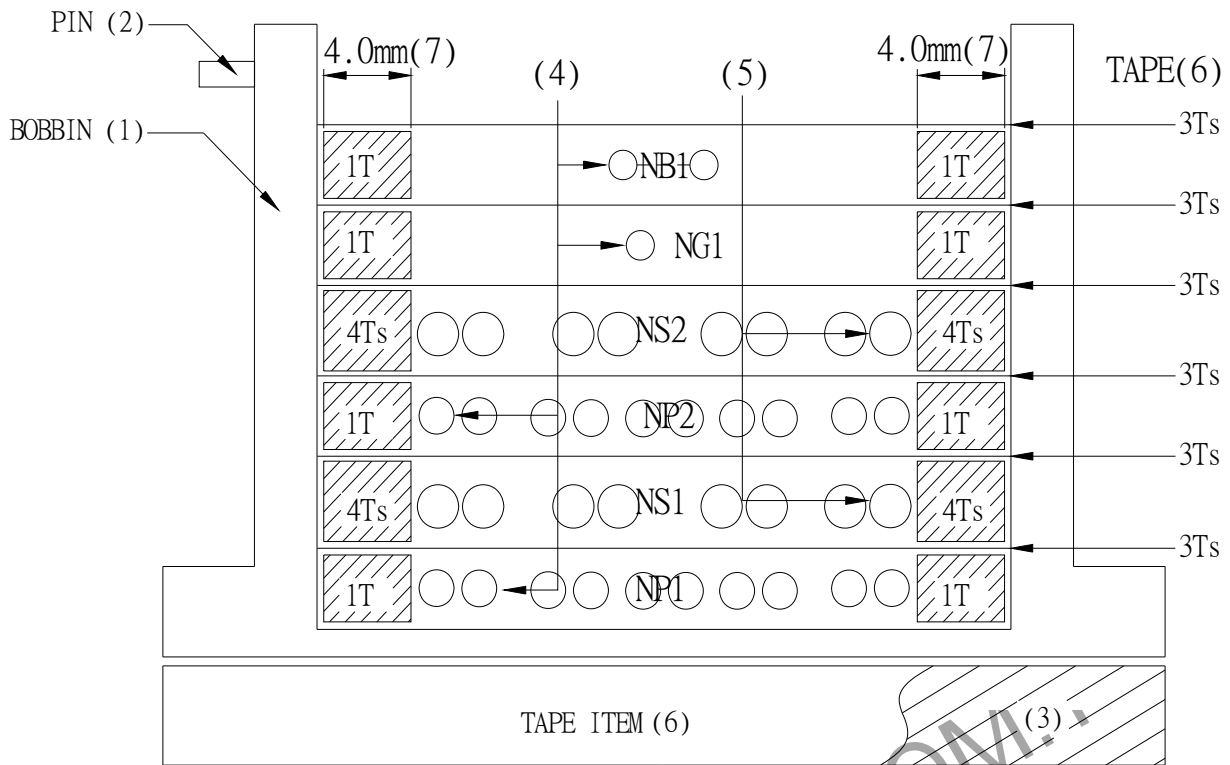 PIN (2)
4.0mm(7)
4.0mm(7)
(4)
(5)
TAPE(6)
BOBBIN (1)
3Ts
1T
NB1
1T
3Ts
1T
NG1
1T
3Ts
4Ts
NS2
4Ts
3Ts
1T
NP2
1T
3Ts
4Ts
NS1
4Ts
3Ts
1T
NP1
1T
TAPE ITEM (6)
(3)